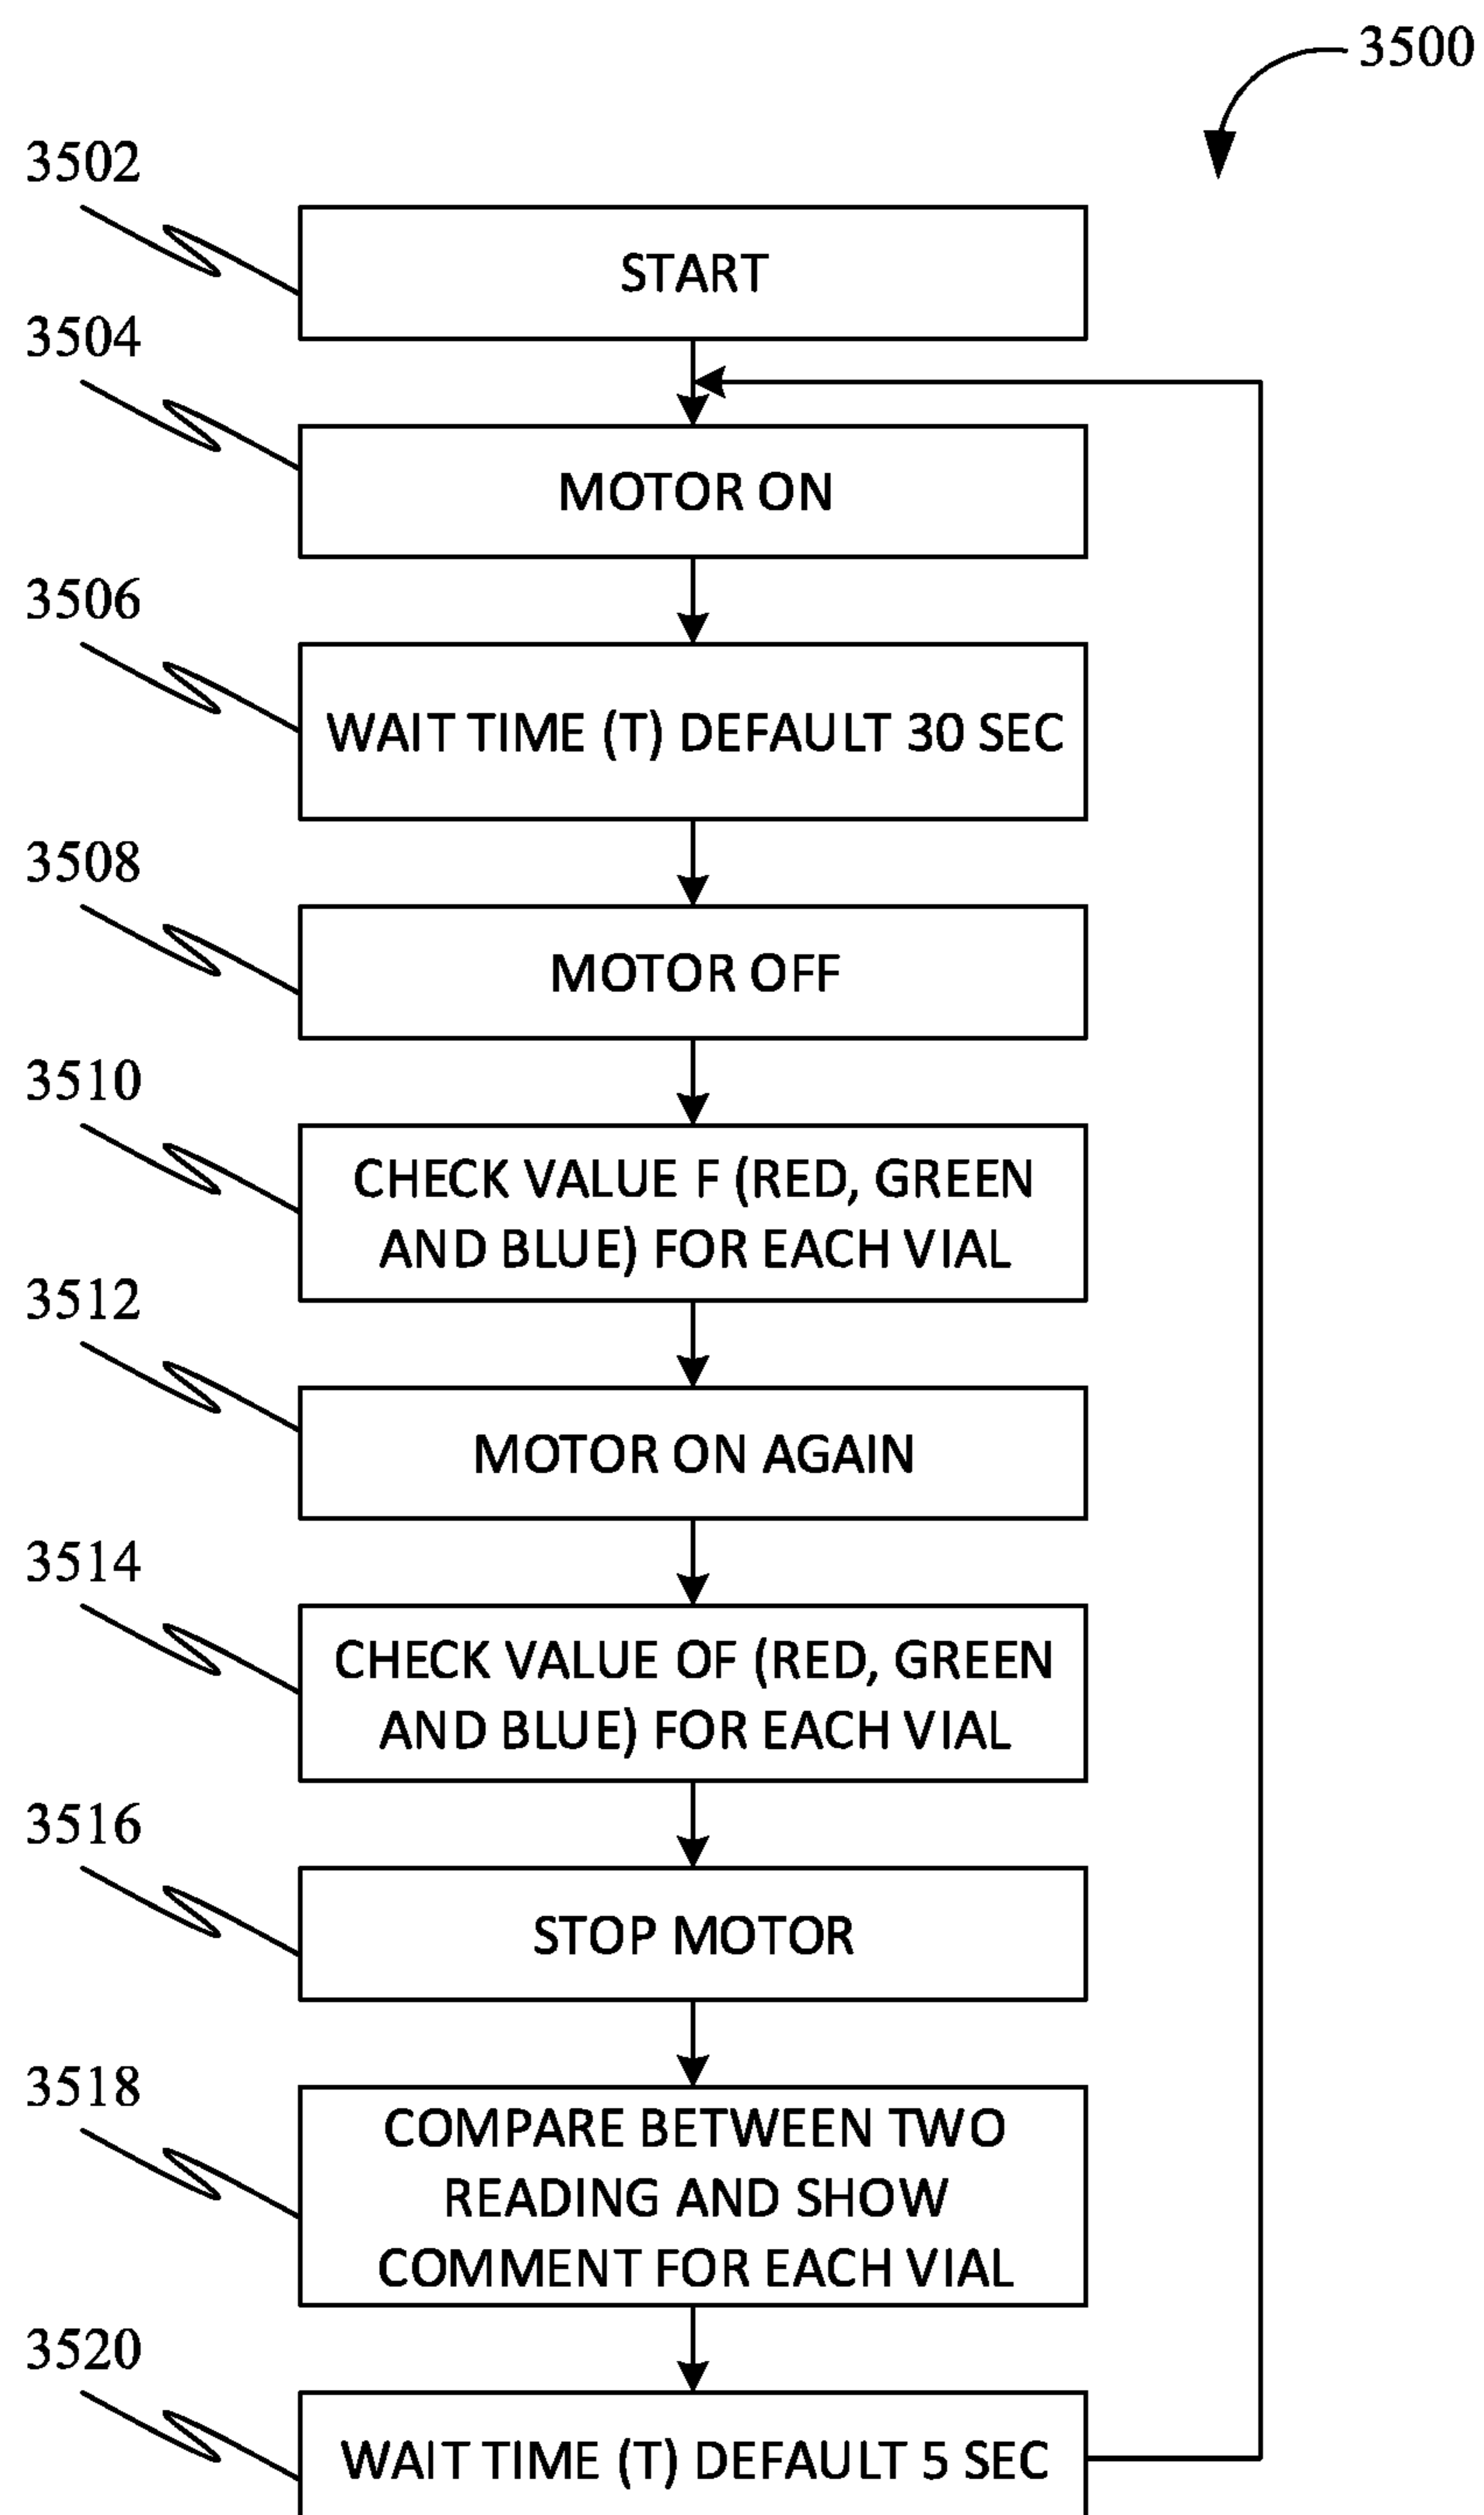 3500
3502
START
3504
MOTOR ON
3506
WAIT TIME (T) DEFAULT 30 SEC
3508
MOTOR OFF
3510
CHECK VALUE F (RED, GREEN
AND BLUE) FOR EACH VIAL
3512
MOTOR ON AGAIN
3514
CHECK VALUE OF (RED, GREEN
AND BLUE) FOR EACH VIAL
3516
STOP MOTOR
3518
COMPARE BETWEEN TWO
READING AND SHOW
COMMENT FOR EACH VIAL
3520
WAIT TIME (T) DEFAULT 5 SEC